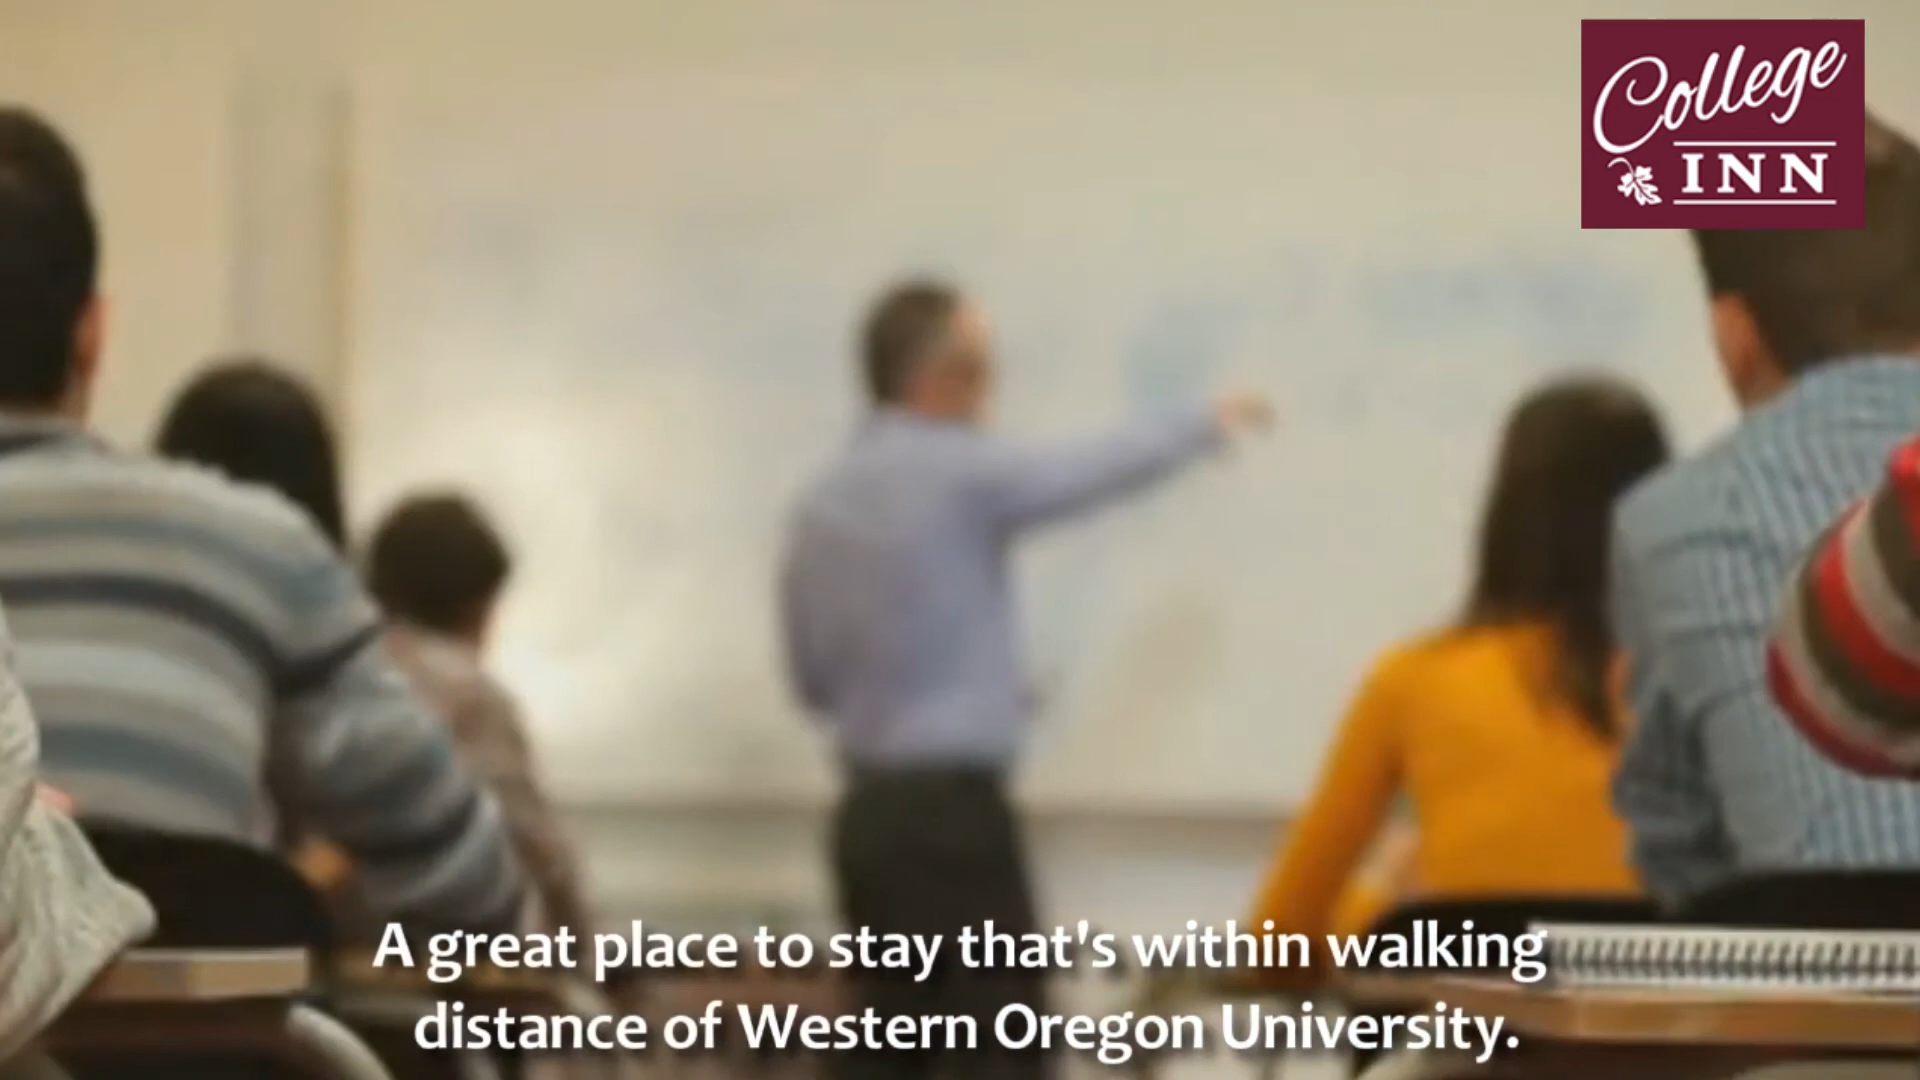 College
INN
A great place to stay that's within walking
distance of Western Oregon University.